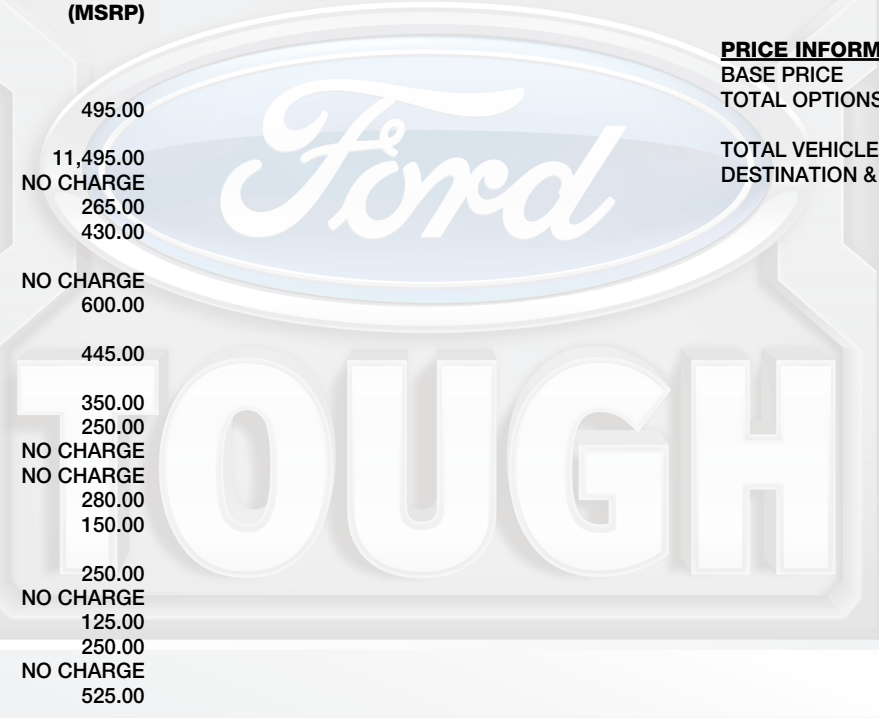 (MSRP)
495.00
11,495.00
NO CHARGE
265.00
430.00
NO CHARGE
600.00
445.00
350.00
250.00
NO CHARGE
NO CHARGE
280.00
150.00
250.00
NO CHARGE
125.00
250.00
NO CHARGE
525.00
PRICE INFORM
BASE PRICE
TOTAL OPTIONS
TOTAL VEHICLE
DESTINATION &
Ford
TOUGH